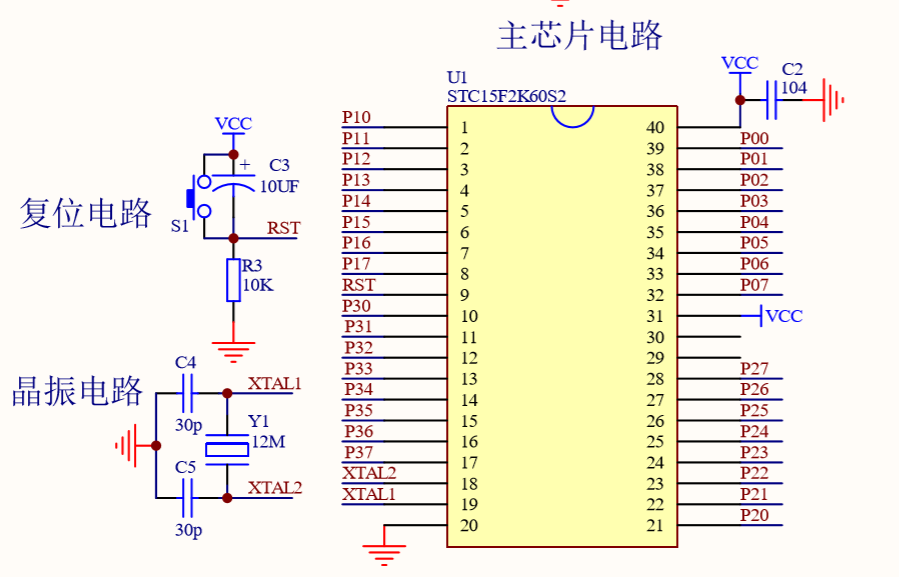 主芯片电路
U1
STC15F2K60S2
VCC
C2
104
P10 1 40
P11 2 39 P00
P12 3 38 P01
P13 4 37 P02
P14 5 36 P03
P15 6 35 P04
P16 7 34 P05
P17 8 33 P06
RST 9 32 P07
P30 10 31 VCC
P31 11 30
P32 12 29
P33 13 28 P27
P34 14 27 P26
P35 15 26 P25
P36 16 25 P24
P37 17 24 P23
XTAL2 18 23 P22
XTAL1 19 22 P21
20 21 P20
复位电路
VCC
+
C3
10UF
S1
RST
R3
10K
晶振电路
C4
30p
XTAL1
Y1
12M
C5
30p
XTAL2